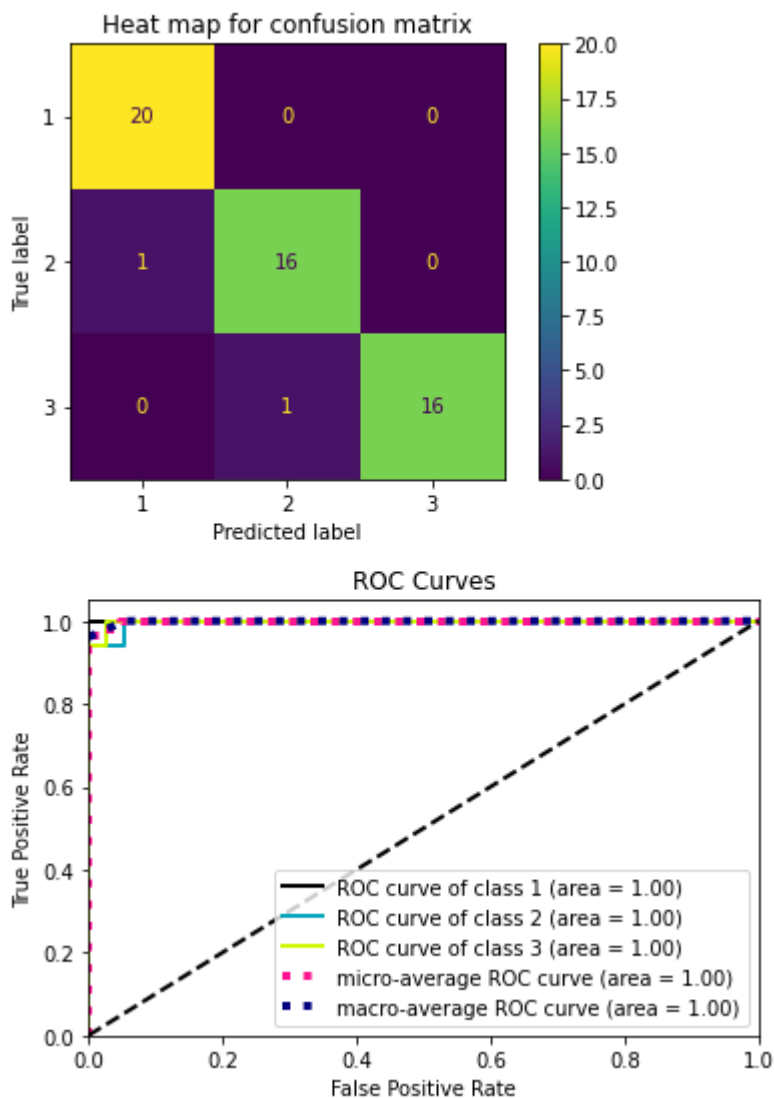 Heat map for confusion matrix
20.0
17.5
15.0
12.5
10.0
7.5
5.0
2.5
0.0
True label
1 20 0 0
2 1 16 0
3 0 1 16
1 2 3
Predicted label
ROC Curves
True Positive Rate
1.0
0.8
0.6
0.4
0.2
0.0
ROC curve of class 1 (area = 1.00)
ROC curve of class 2 (area = 1.00)
ROC curve of class 3 (area = 1.00)
micro-average ROC curve (area = 1.00)
macro-average ROC curve (area = 1.00)
0.0 0.2 0.4 0.6 0.8 1.0
False Positive Rate